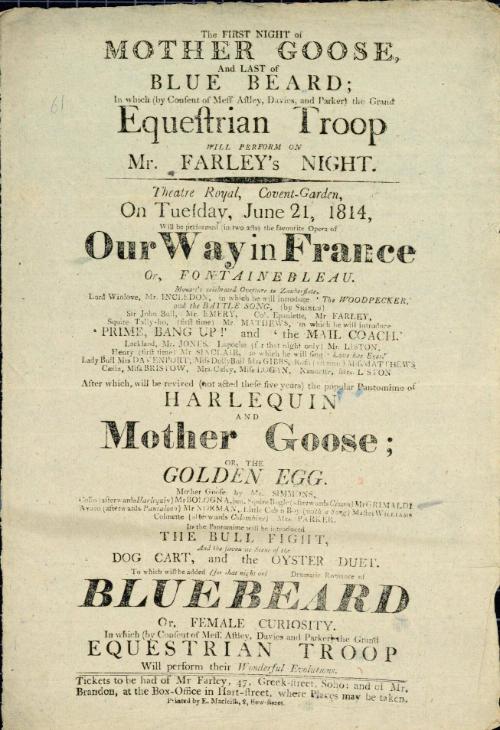 The FIRST NIGHT of
MOTHER GOOSE,
And LAST of
BLUE BEARD;
In which (by Conſent of Meſſ. Aſtley, Davies, and Parker) the Grand
Equeſtrian Troop
WILL PERFORM ON
Mr. FARLEY's NIGHT.
61
Theatre Royal, Covent-Garden,
On Tueſday, June 21, 1814,
Will be performed (in two acts) the favourite Opera of
Our Way in France
Or, FONTAINEBLEAU.
Mozart's celebrated Overture to Zauberflote.
Lord Winlove, Mr. INCLEDON, in which he will introduce 'The WOODPECKER,'
and the BATTLE SONG, (by SHIELD)
Sir John Bull, Mr. EMERY, Col. Epaulette, Mr FARLEY,
Squire Tally-ho, (firſt time) Mr. MATHEWS, in which he will introduce
'PRIME, BANG UP!!' and 'the MAIL COACH.'
Lackland, Mr. JONES, Lapoche (for that night only) Mr. LISTON,
Henry (firſt time) Mr SINCLAIR, in which he will ſing 'Love has Eyes'
Lady Bull Mrs DAVENPORT, Miſs Dolly Bull Mrs GIBBS, Roſa Miſs MATTHEWS
Celia, Miſs BRISTOW, Mrs. Caſey, Miſs LOGAN, Nannette, Mrs. LISTON
After which, will be revived (not acted theſe five years) the popular Pantomime of
HARLEQUIN
AND
Mother Gooſe;
OR, THE
GOLDEN EGG.
Mother Gooſe by Mr. SIMMONS,
Colin (afterwards Harlequin) Mr BOLOGNA Jun. Squire Bugle (afterwards Clown) Mr GRIMALDI
Avaro (afterwards Pantaloon) Mr NORMAN, Little Cabin Boy (with a Song) Maſter WILLIAMS
Colinette (afterwards Columbine) Miſs PARKER.
In the Pantomime will be introduced
THE BULL FIGHT,
And the favourite Scene of the
DOG CART, and the OYSTER DUET.
To which will be added (for that night only) Dramatic Romance of
BLUE BEARD
Or, FEMALE CURIOSITY.
In which (by Conſent of Meſſ. Aſtley, Davies and Parker) the Grand
EQUESTRIAN TROOP
Will perform their Wonderful Evolutions.
Tickets to be had of Mr Farley, 47, Greek-ſtreet, Soho; and of Mr.
Brandon, at the Box-Office in Hart-ſtreet, where Places may be taken.
Printed by E. Macleiſh, 2, Bow-ſtreet.